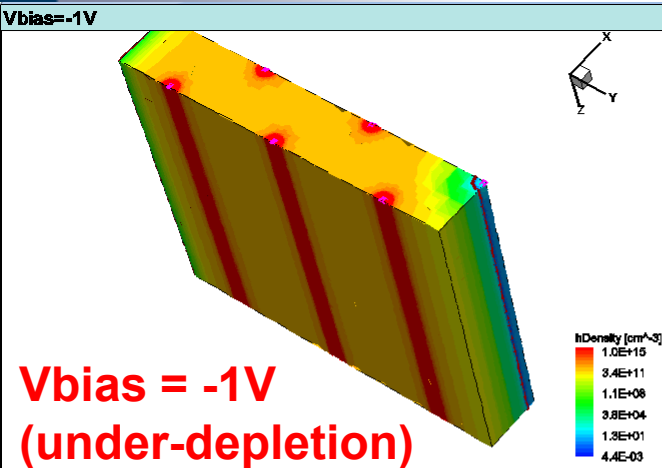 Vbias=-1V
X
Y
Z
hDensity [cm^-3]
1.0E+15
3.4E+11
1.1E+08
3.8E+04
1.3E+01
4.4E-03
Vbias = -1V
(under-depletion)